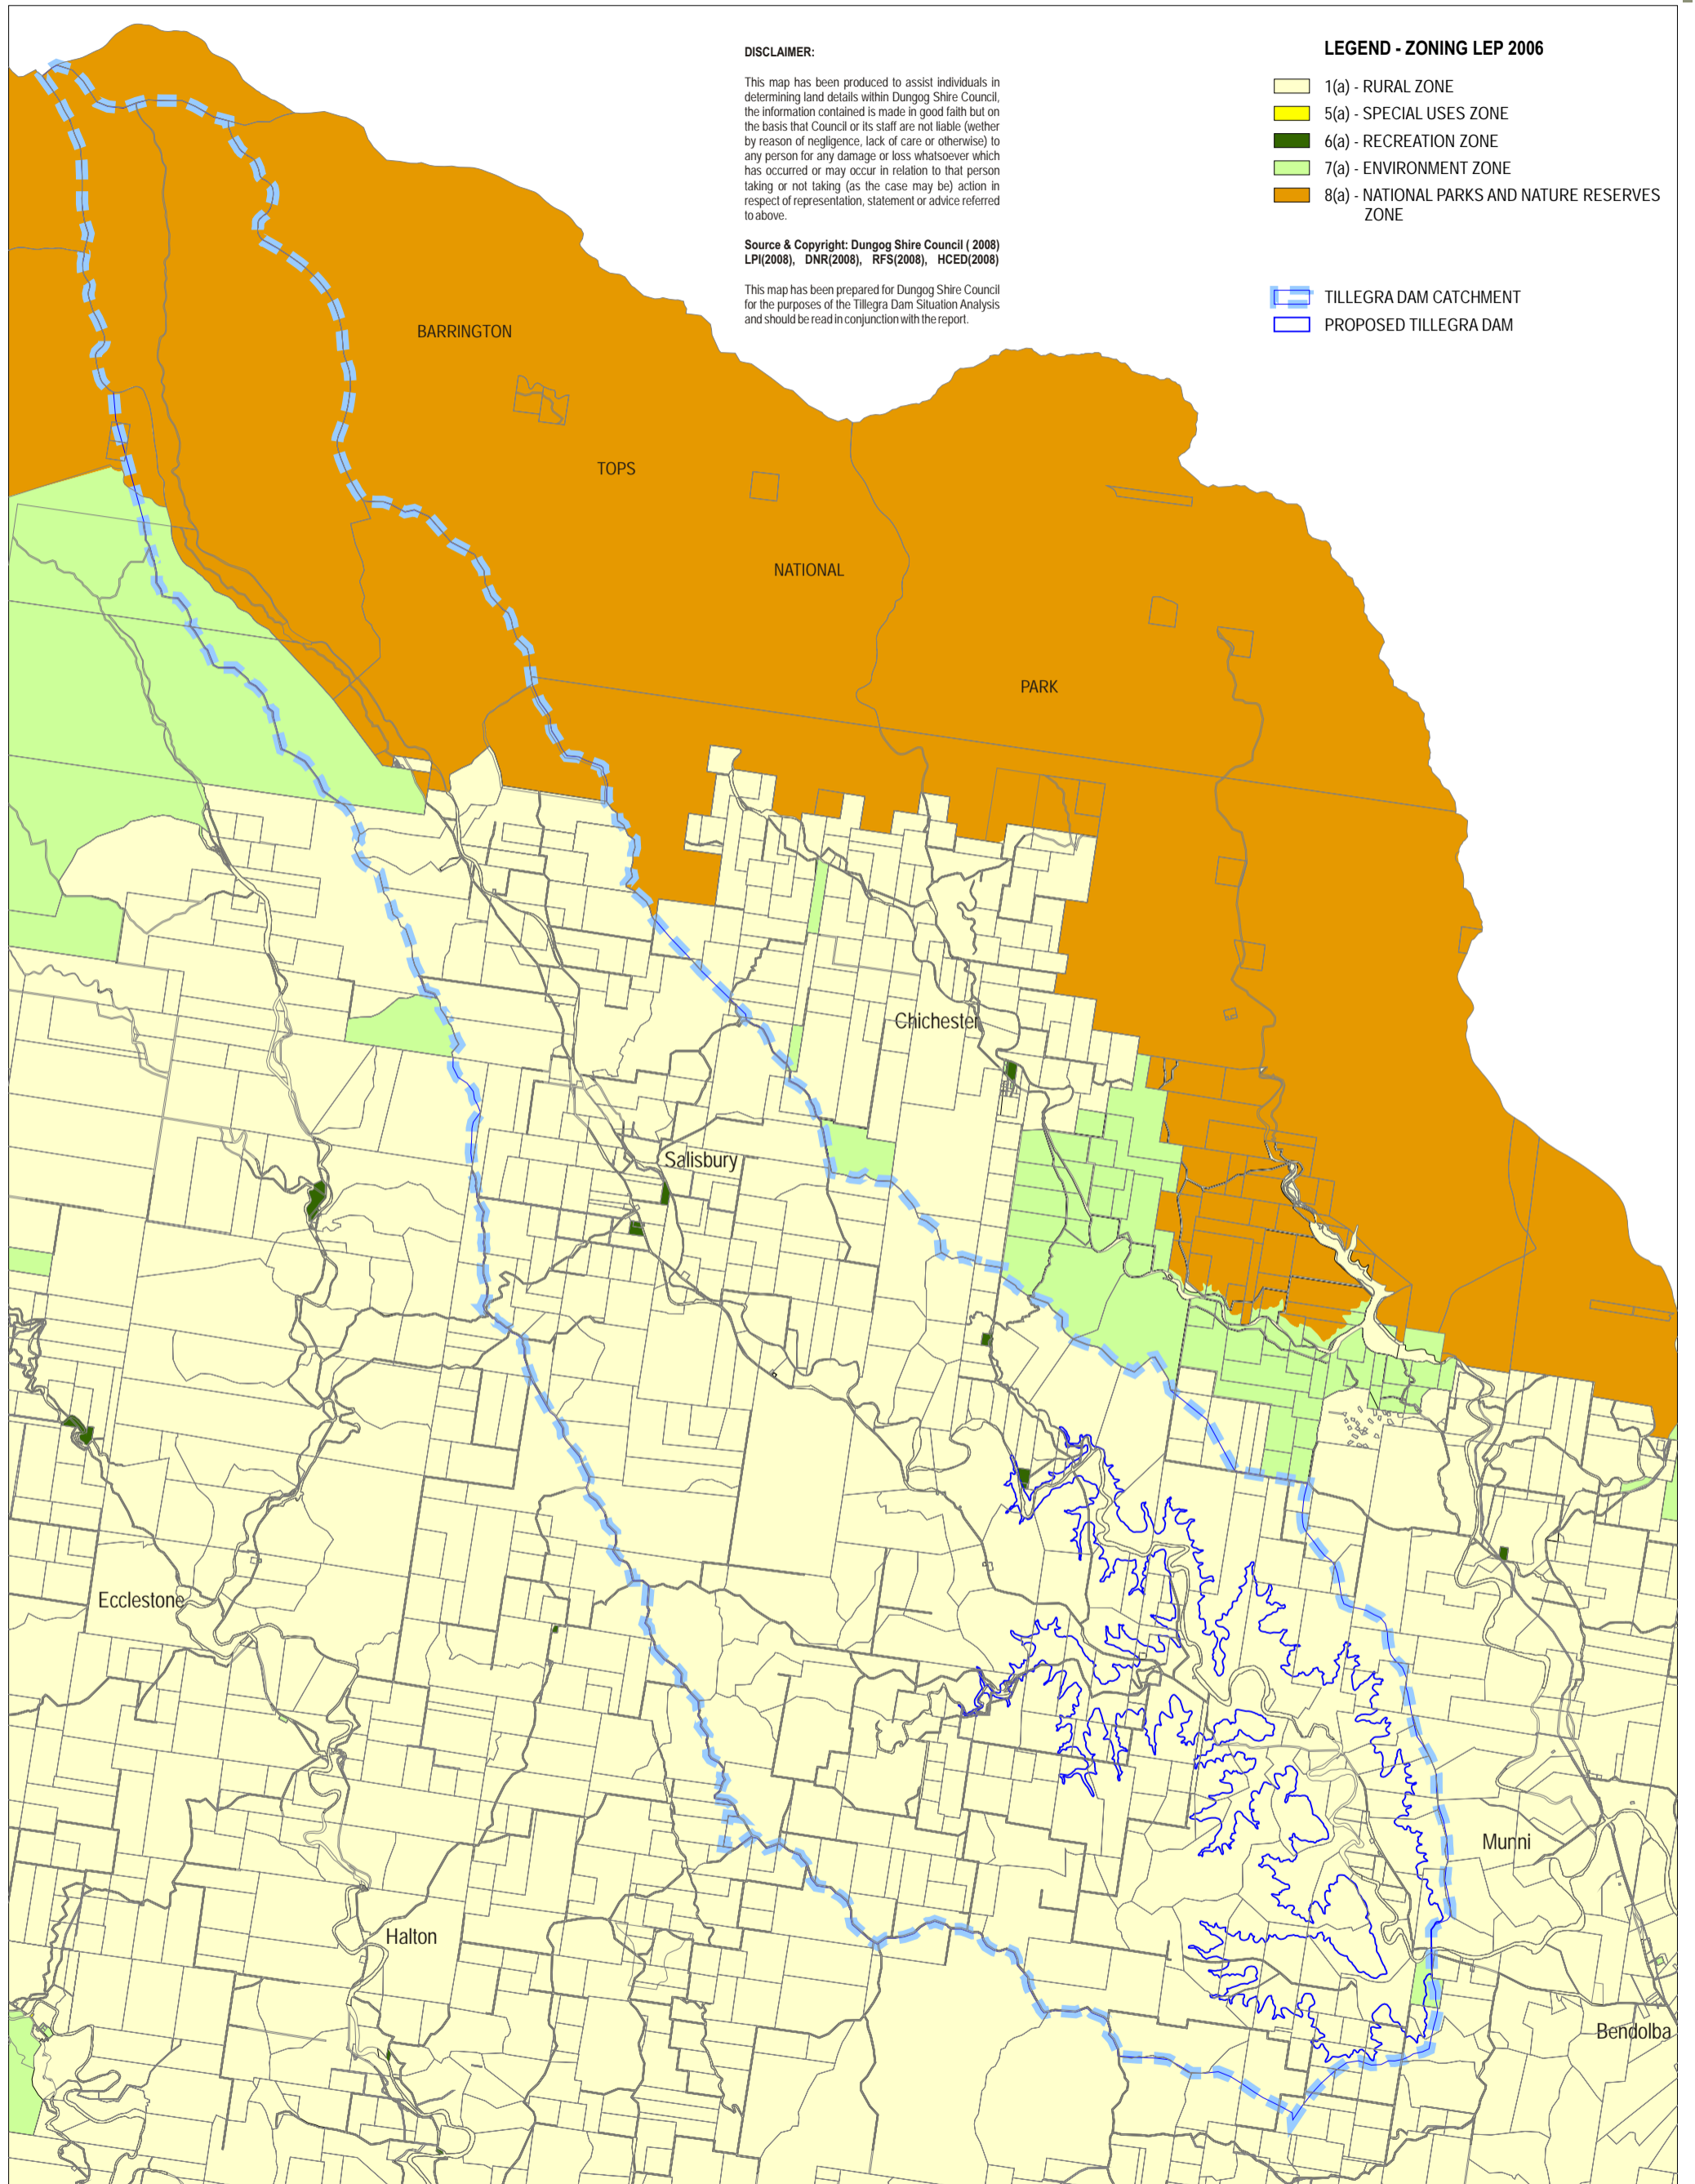 DISCLAIMER:
This map has been produced to assist individuals in
determining land details within Dungog Shire Council,
the information contained is made in good faith but on
the basis that Council or its staff are not liable (wether
by reason of negligence, lack of care or otherwise) to
any person for any damage or loss whatsoever which
has occurred or may occur in relation to that person
taking or not taking (as the case may be) action in
respect of representation, statement or advice referred
to above.
Source & Copyright: Dungog Shire Council ( 2008)
LPI(2008), DNR(2008), RFS(2008), HCED(2008)
This map has been prepared for Dungog Shire Council
for the purposes of the Tillegra Dam Situation Analysis
and should be read in conjunction with the report.
LEGEND - ZONING LEP 2006
1(a) - RURAL ZONE
5(a) - SPECIAL USES ZONE
6(a) - RECREATION ZONE
7(a) - ENVIRONMENT ZONE
8(a) - NATIONAL PARKS AND NATURE RESERVES
ZONE
TILLEGRA DAM CATCHMENT
PROPOSED TILLEGRA DAM
BARRINGTON
TOPS
NATIONAL
PARK
Chichester
Salisbury
Ecclestone
Munni
Halton
Bendolba